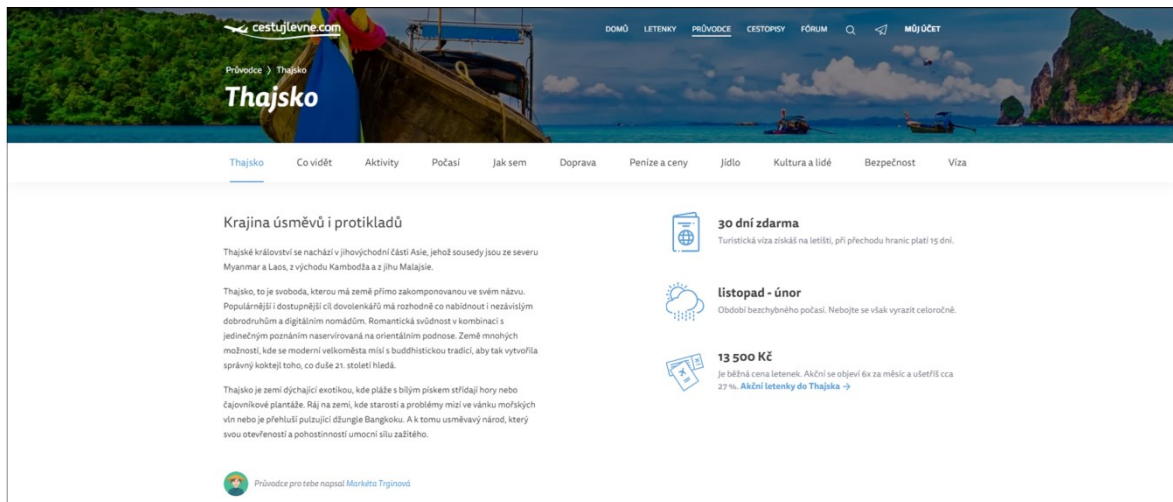 cestujlevne.com
DOMŮ LETENKY PRŮVODCE CESTOPISY FÓRUM MŮJ ÚČET
Průvodce > Thajsko
Thajsko
Thajsko Co vidět Aktivity Počasí Jak sem Doprava Peníze a ceny Jídlo Kultura a lidé Bezpečnost Víza
Krajina úsměvů i protikladů
Thajské království se nachází v jihovýchodní části Asie, jehož sousedy jsou ze severu
Myanmar a Laos, z východu Kambodža a z jihu Malajsie.
Thajsko, to je svoboda, kterou má země přímo zakomponovanou ve svém názvu.
Populárnější i dostupnější cíl dovolenkářů má rozhodně co nabídnout i nezávislým
dobrodruhům a digitálním nomádům. Romantická svůdnost v kombinaci s
jedinečným poznáním naservírovaná na orientálním podnose. Země mnohých
možností, kde se moderní velkoměsta mísí s buddhistickou tradicí, aby tak vytvořila
správný koktejl toho, co duše 21. století hledá.
Thajsko je zemí dýchající exotikou, kde pláže s bílým pískem střídají hory nebo
čajovníkové plantáže. Ráj na zemi, kde starosti a problémy mizí ve vánku mořských
vln nebo je přehluší pulzující džungle Bangkoku. A k tomu usměvavý národ, který
svou otevřeností a pohostinností umocní sílu zažitého.
Průvodce pro tebe napsal Markéta Trginová
30 dní zdarma
Turistická víza získáš na letišti, při přechodu hranic platí 15 dní.
listopad - únor
Období bezchybného počasí. Nebojte se však vyrazit celoročně.
13 500 Kč
Je běžná cena letenek. Akční se objeví 6x za měsíc a ušetříš cca
27 %. Akční letenky do Thajska →